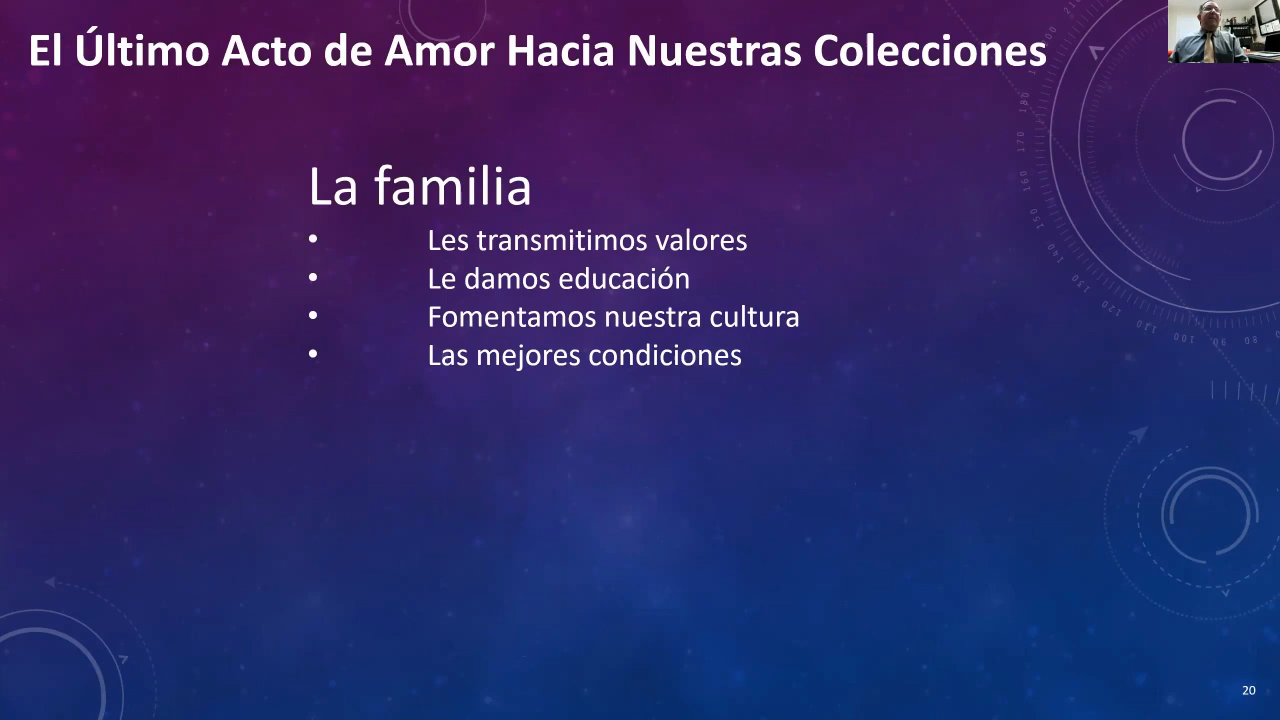 El Último Acto de Amor Hacia Nuestras Colecciones
La familia
• Les transmitimos valores
• Le damos educación
• Fomentamos nuestra cultura
• Las mejores condiciones
20